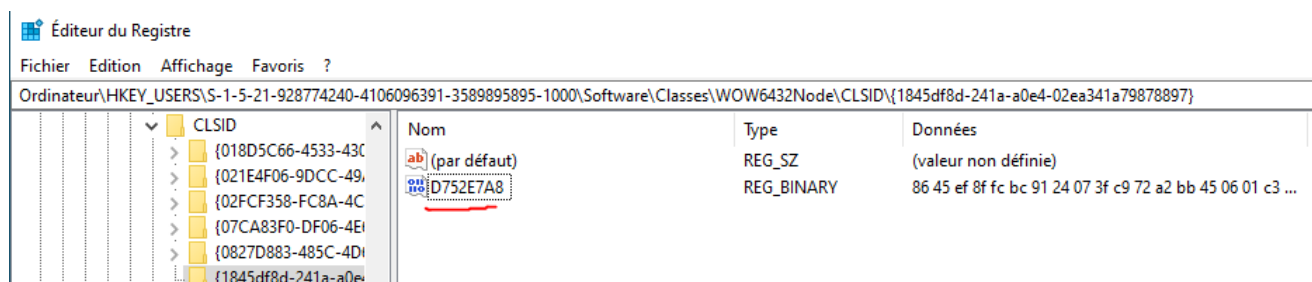 Éditeur du Registre
Fichier Edition Affichage Favoris ?
Ordinateur\HKEY_USERS\S-1-5-21-928774240-4106096391-3589895895-1000\Software\Classes\WOW6432Node\CLSID\{1845df8d-241a-a0e4-02ea341a79878897}
CLSID
{018D5C66-4533-430
{021E4F06-9DCC-49
{02FCF358-FC8A-4C
{07CA83F0-DF06-4E
{0827D883-485C-4D
{1845df8d-241a-a0e
Nom Type Données
(par défaut) REG_SZ (valeur non définie)
D752E7A8 REG_BINARY 86 45 ef 8f fc bc 91 24 07 3f c9 72 a2 bb 45 06 01 c3 ...